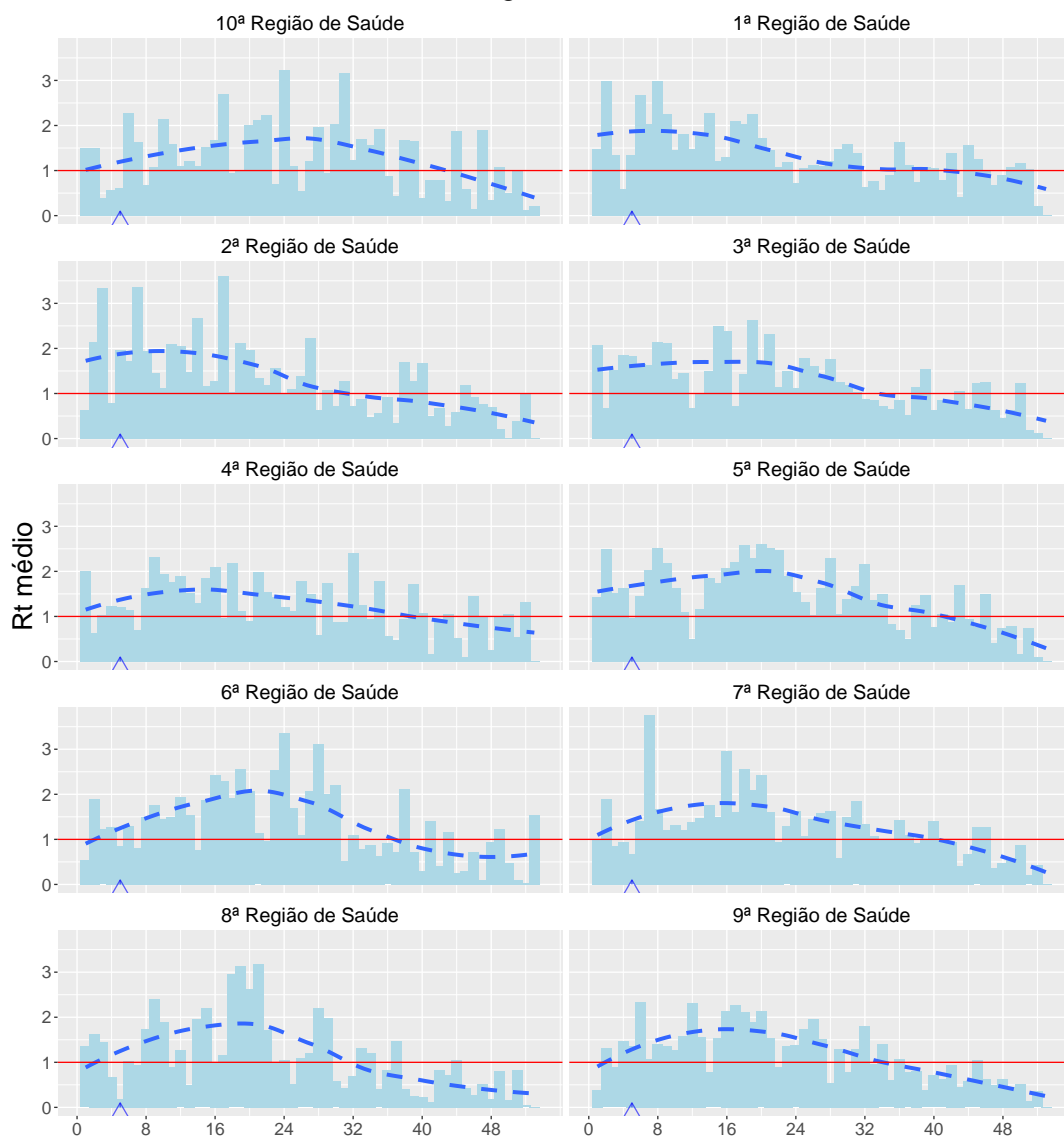 10ª Região de Saúde
1ª Região de Saúde
3
2
1
0
2ª Região de Saúde
3ª Região de Saúde
3
2
1
0
4ª Região de Saúde
5ª Região de Saúde
Rt médio
3
2
1
0
6ª Região de Saúde
7ª Região de Saúde
3
2
1
0
8ª Região de Saúde
9ª Região de Saúde
3
2
1
0
0 8 16 24 32 40 48 0 8 16 24 32 40 48